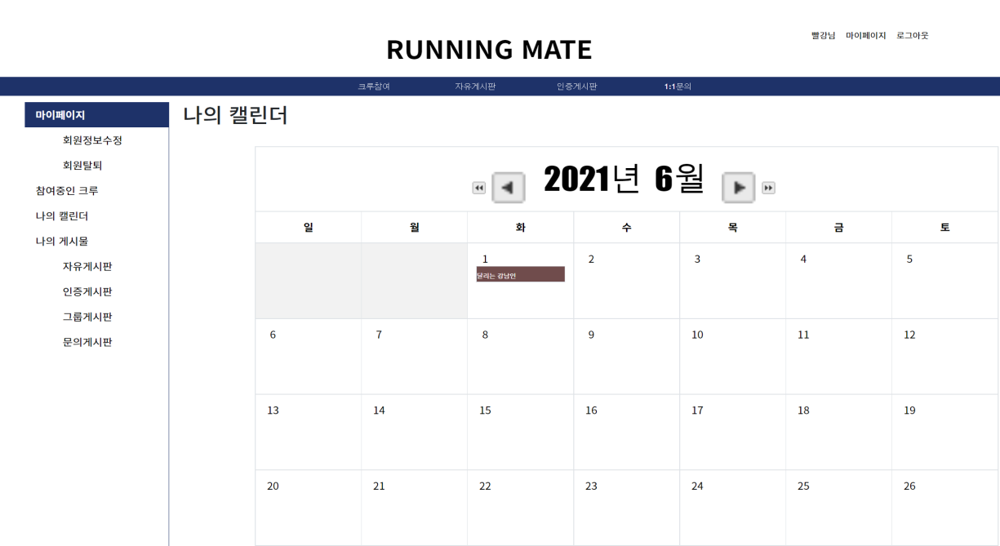 빨강님 마이페이지 로그아웃
RUNNING MATE
크루참여 자유게시판 인증게시판 1:1문의
마이페이지
회원정보수정
회원탈퇴
참여중인 크루
나의 캘린더
나의 게시물
자유게시판
인증게시판
그룹게시판
문의게시판
나의 캘린더
2021년 6월
일 월 화 수 목 금 토
1 2 3 4 5
달리는 강남인
6 7 8 9 10 11 12
13 14 15 16 17 18 19
20 21 22 23 24 25 26